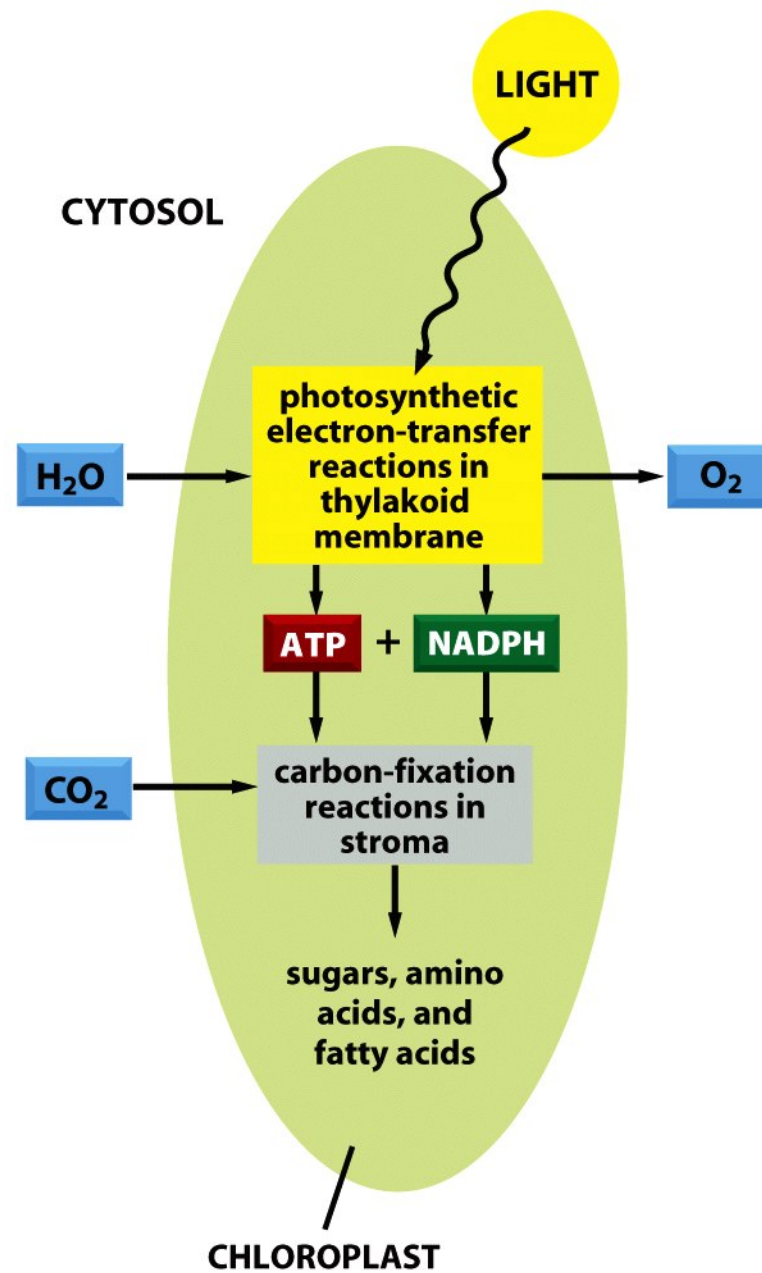 LIGHT
CYTOSOL
photosynthetic
electron-transfer
reactions in
thylakoid
membrane
H₂O
O₂
ATP + NADPH
carbon-fixation
reactions in
stroma
CO₂
sugars, amino
acids, and
fatty acids
CHLOROPLAST